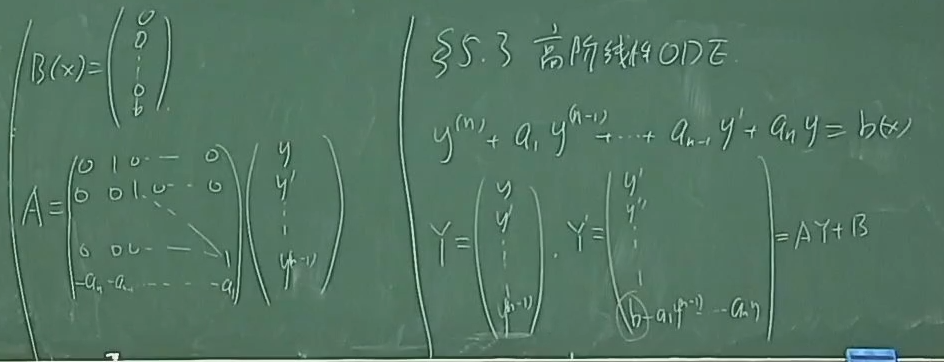 B(x) = \begin{pmatrix} 0 \\ 0 \\ \vdots \\ 0 \\ b \end{pmatrix}
A = \begin{pmatrix} 0 & 1 & 0 & \cdots & 0 \\ 0 & 0 & 1 & 0 \cdots & 0 \\ & & & \ddots & \\ 0 & 0 & 0 & \cdots & 1 \\ -a_n & -a_{n-1} & \cdots & \cdots & -a_1 \end{pmatrix} \begin{pmatrix} y \\ y' \\ \vdots \\ y^{(n-1)} \end{pmatrix}
§5.3 高阶线性ODE.
y^{(n)} + a_1 y^{(n-1)} + \cdots + a_{n-1} y' + a_n y = b(x)
Y = \begin{pmatrix} y \\ y' \\ \vdots \\ y^{(n-1)} \end{pmatrix}. Y' = \begin{pmatrix} y' \\ y'' \\ \vdots \\ b - a_1 y^{(n-1)} - \cdots - a_n y \end{pmatrix} = AY + B